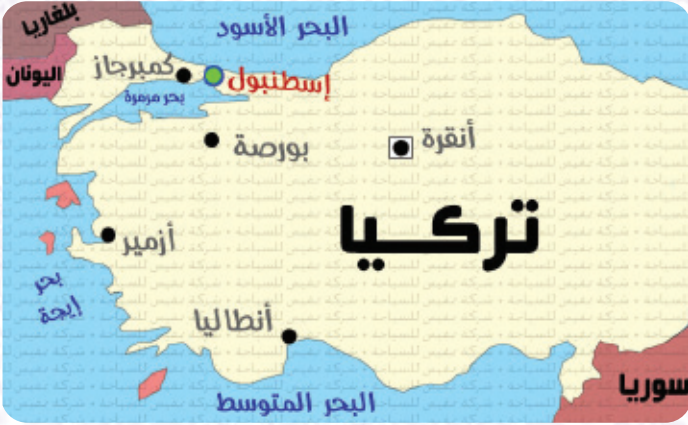 بلغاريا
البحر الأسود
اليونان
كمبرجاز
إسطنبول
بحر مرمرة
بورصة
أنقرة
تركيا
أزمير
بحر
إيجة
أنطاليا
سوريا
البحر المتوسط